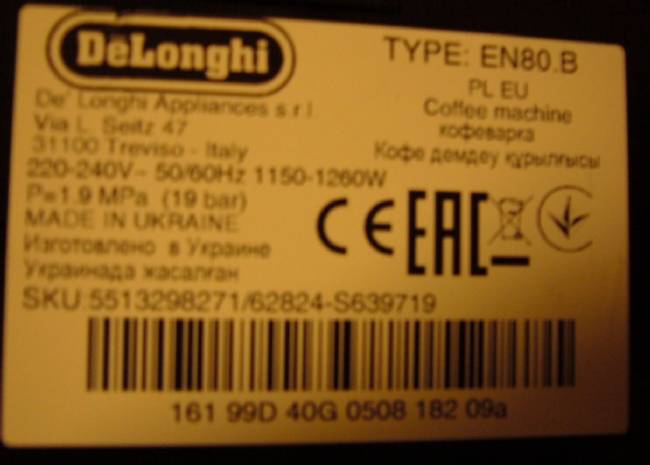 DeLonghi
TYPE: EN80.B
PL EU
Coffee machine
кофеварка
Кофе демдеу құрылғысы
De' Longhi Appliances s.r.l.
Via L. Seitz 47
31100 Treviso - Italy
220-240V~ 50/60Hz 1150-1260W
P=1.9 MPa (19 bar)
MADE IN UKRAINE
Изготовлено в Украине
Украинада жасалған
CE EAC
SKU:5513298271/62824-S639719
161 99D 40G 0508 182 09a